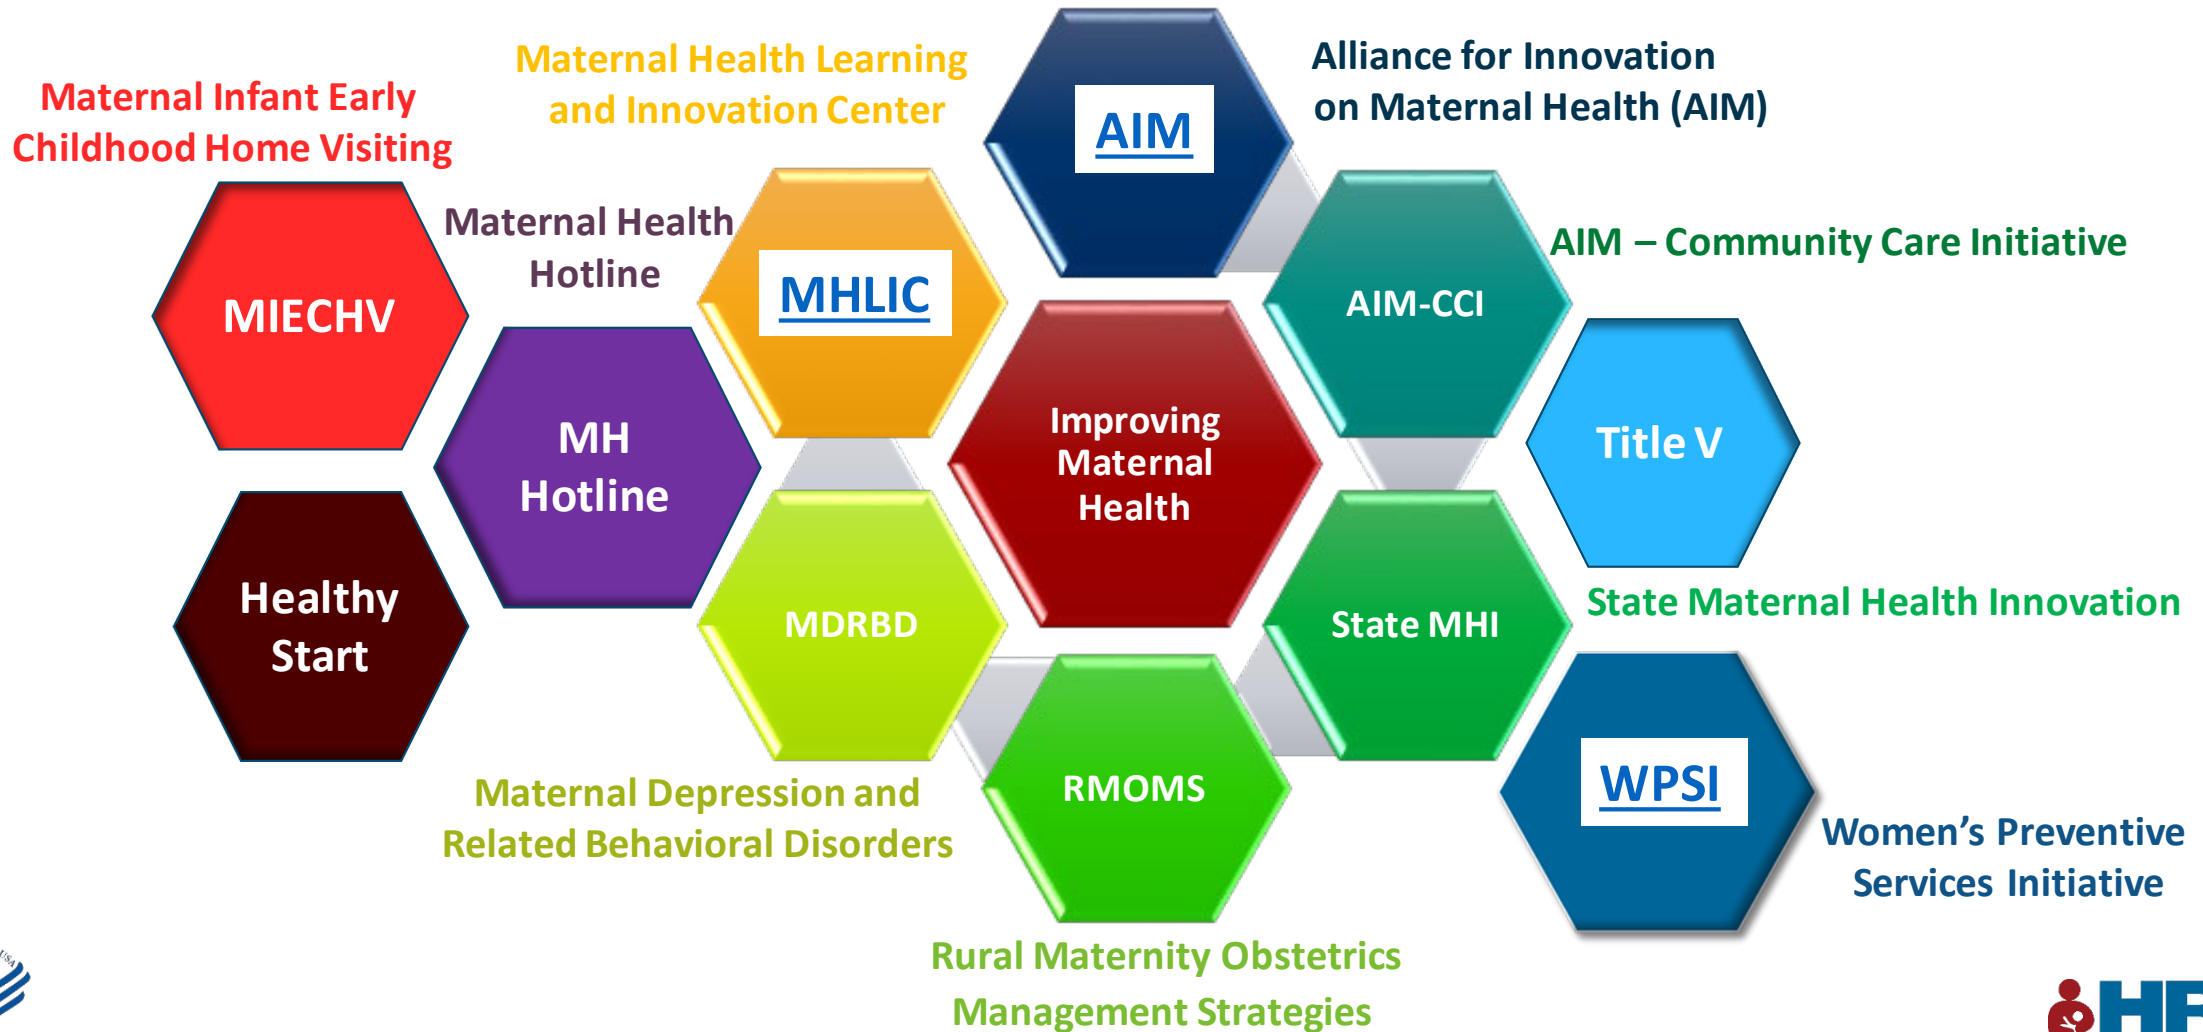 Maternal Infant Early
Childhood Home Visiting
MIECHV
Healthy
Start
Maternal Health
Hotline
MH
Hotline
Maternal Health Learning
and Innovation Center
MHLIC
Alliance for Innovation
on Maternal Health (AIM)
AIM
AIM – Community Care Initiative
AIM-CCI
Improving
Maternal
Health
Title V
MDRBD
Maternal Depression and
Related Behavioral Disorders
State MHI
State Maternal Health Innovation
RMOMS
Rural Maternity Obstetrics
Management Strategies
WPSI
Women’s Preventive
Services Initiative
USA